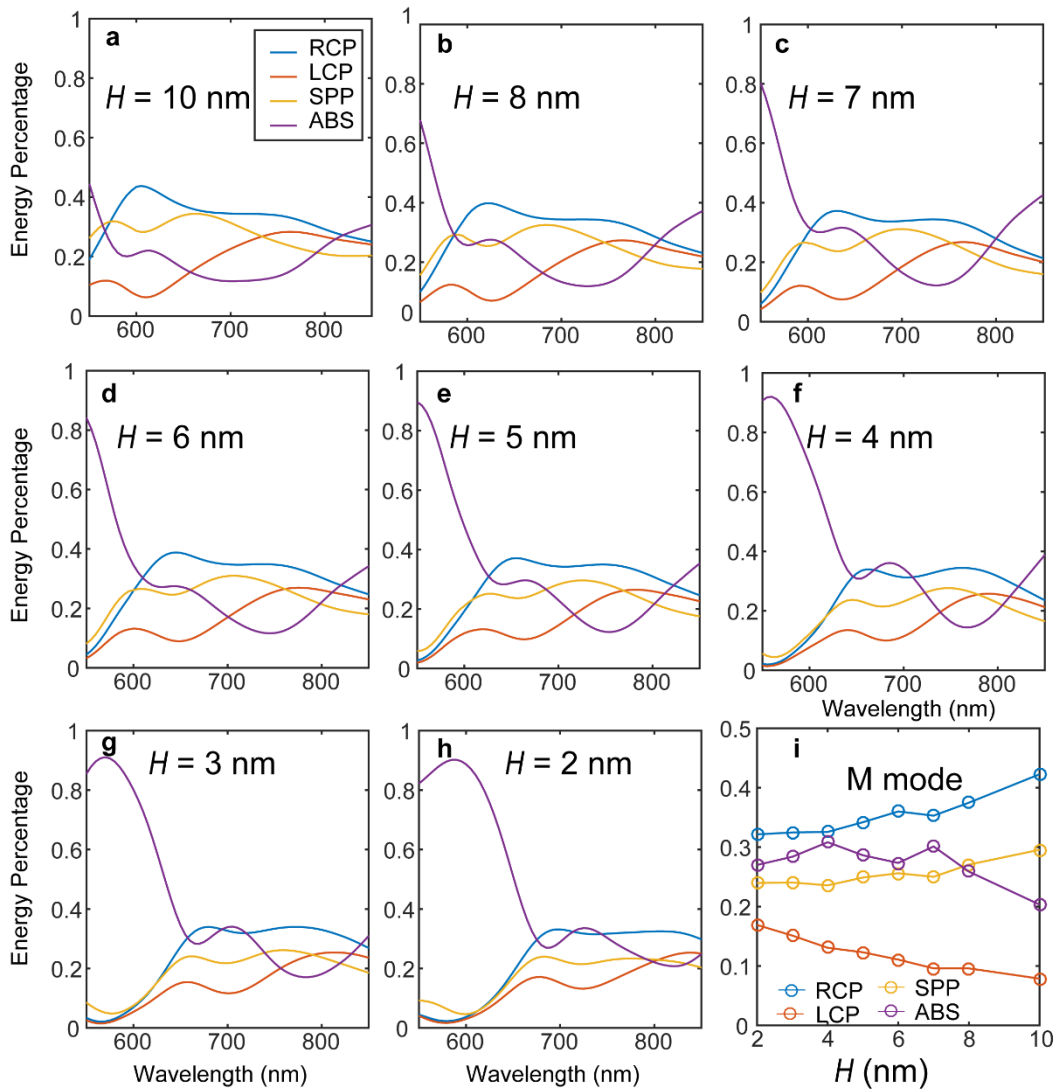 a
RCP
LCP
SPP
ABS
H = 10 nm
Energy Percentage
1
0.8
0.6
0.4
0.2
0
600
700
800
b
H = 8 nm
1
0.8
0.6
0.4
0.2
0
600
700
800
c
H = 7 nm
1
0.8
0.6
0.4
0.2
0
600
700
800
d
H = 6 nm
Energy Percentage
1
0.8
0.6
0.4
0.2
0
600
700
800
e
H = 5 nm
1
0.8
0.6
0.4
0.2
0
600
700
800
f
H = 4 nm
1
0.8
0.6
0.4
0.2
0
600
700
800
Wavelength (nm)
g
H = 3 nm
Energy Percentage
1
0.8
0.6
0.4
0.2
0
600
700
800
Wavelength (nm)
h
H = 2 nm
1
0.8
0.6
0.4
0.2
0
600
700
800
Wavelength (nm)
i
M mode
0.5
0.4
0.3
0.2
0.1
0
RCP
SPP
LCP
ABS
2
4
6
8
10
H (nm)